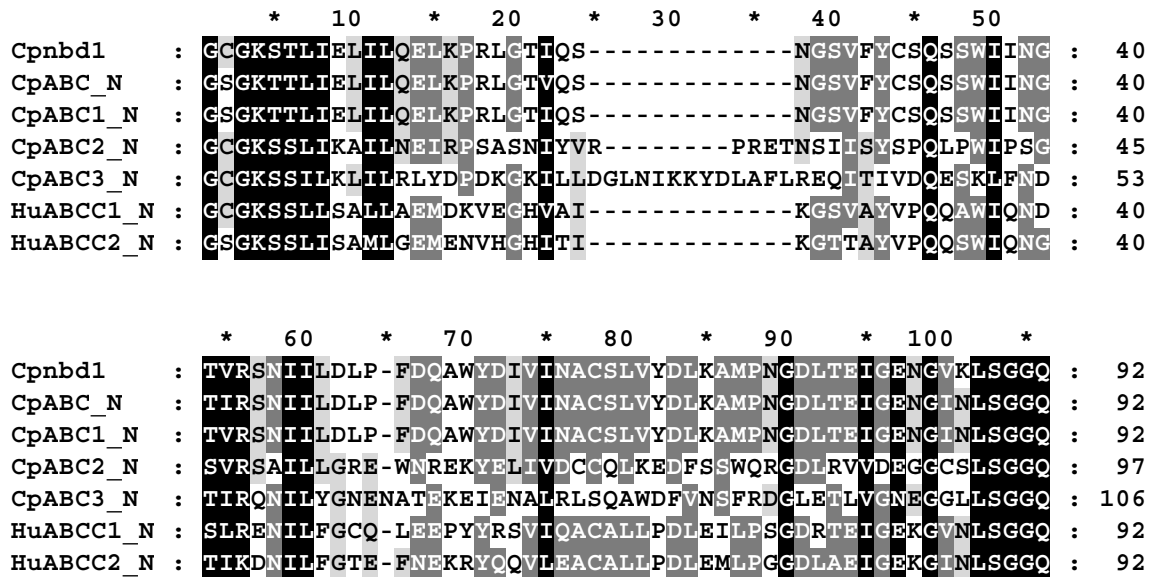 * 10 * 20 * 30 * 40 * 50
Cpnbd1 : GCGKSTLIELILQELKPRLGTIQS-------------NGSVFYCSQSSWIING : 40
CpABC_N : GSGKTTLIELILQELKPRLGTVQS-------------NGSVFYCSQSSWIING : 40
CpABC1_N : GSGKTTLIELILQELKPRLGTIQS-------------NGSVFYCSQSSWIING : 40
CpABC2_N : GCGKSSLIKAILNEIRPSASNIYVR--------PRETNSIISYSPQLPWIPSG : 45
CpABC3_N : GCGKSSILKLILRLYDPDKGKILLDGLNIKKYDLAFLREQITIVDQESKLFND : 53
HuABCC1_N : GCGKSSLLSALLAEMDKVEGHVAI-------------KGSVAYVPQQAWIQND : 40
HuABCC2_N : GSGKSSLISAMLGEMENVHGHITI-------------KGTTAYVPQQSWIQNG : 40
* 60 * 70 * 80 * 90 * 100 *
Cpnbd1 : TVRSNIILDLP-FDQAWYDIVINACSLVYDLKAMPNGDLTEIGENGVKLSGGQ : 92
CpABC_N : TIRSNIILDLP-FDQAWYDIVINACSLVYDLKAMPNGDLTEIGENGINLSGGQ : 92
CpABC1_N : TVRSNIILDLP-FDQAWYDIVINACSLVYDLKAMPNGDLTEIGENGINLSGGQ : 92
CpABC2_N : SVRSAILLGRE-WNREKYELIVDCCQLKEDFSSWQRGDLRVVDEGGCSLSGGQ : 97
CpABC3_N : TIRQNILYGNENATEKEIENALRLSQAWDFVNSFRDGLETLVGNEGGLLSGGQ : 106
HuABCC1_N : SLRENILFGCQ-LEEPYYRSVIQACALLPDLEILPSGDRTEIGEKGVNLSGGQ : 92
HuABCC2_N : TIKDNILFGTE-FNEKRYQQVLEACALLPDLEMLPGGDLAEIGEKGINLSGGQ : 92